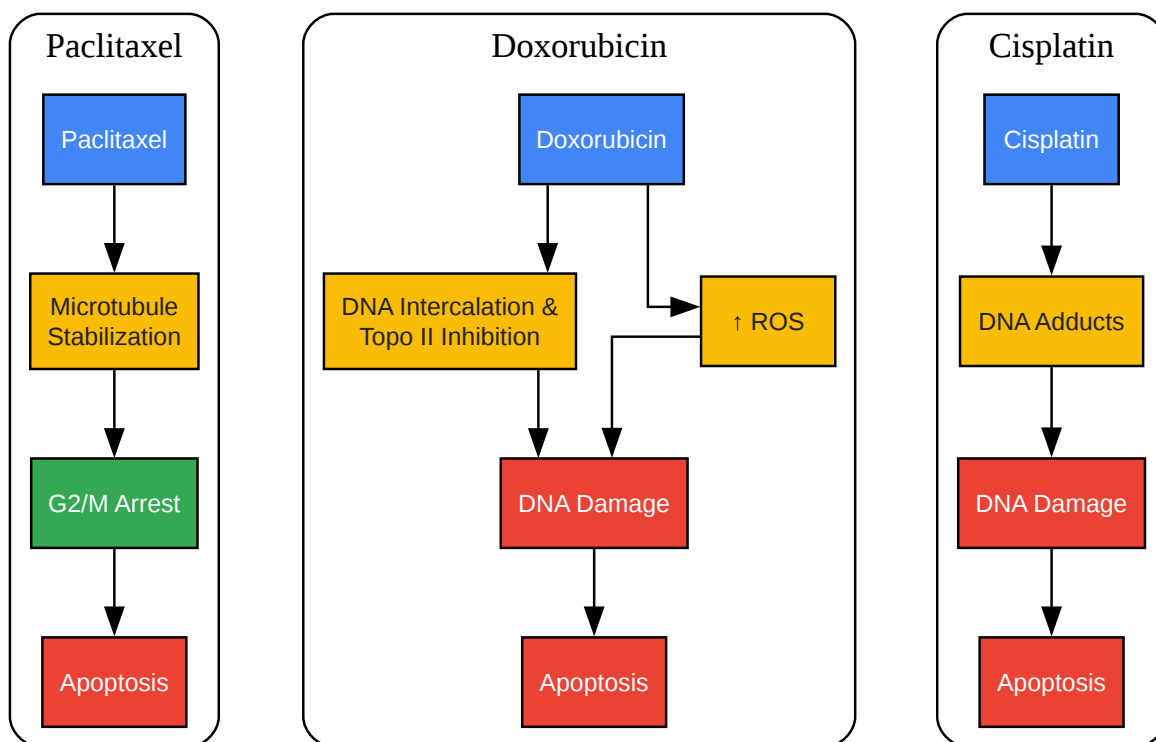 Paclitaxel
Paclitaxel
Microtubule
Stabilization
G2/M Arrest
Apoptosis
Doxorubicin
Doxorubicin
DNA Intercalation &
Topo II Inhibition
↑ ROS
DNA Damage
Apoptosis
Cisplatin
Cisplatin
DNA Adducts
DNA Damage
Apoptosis